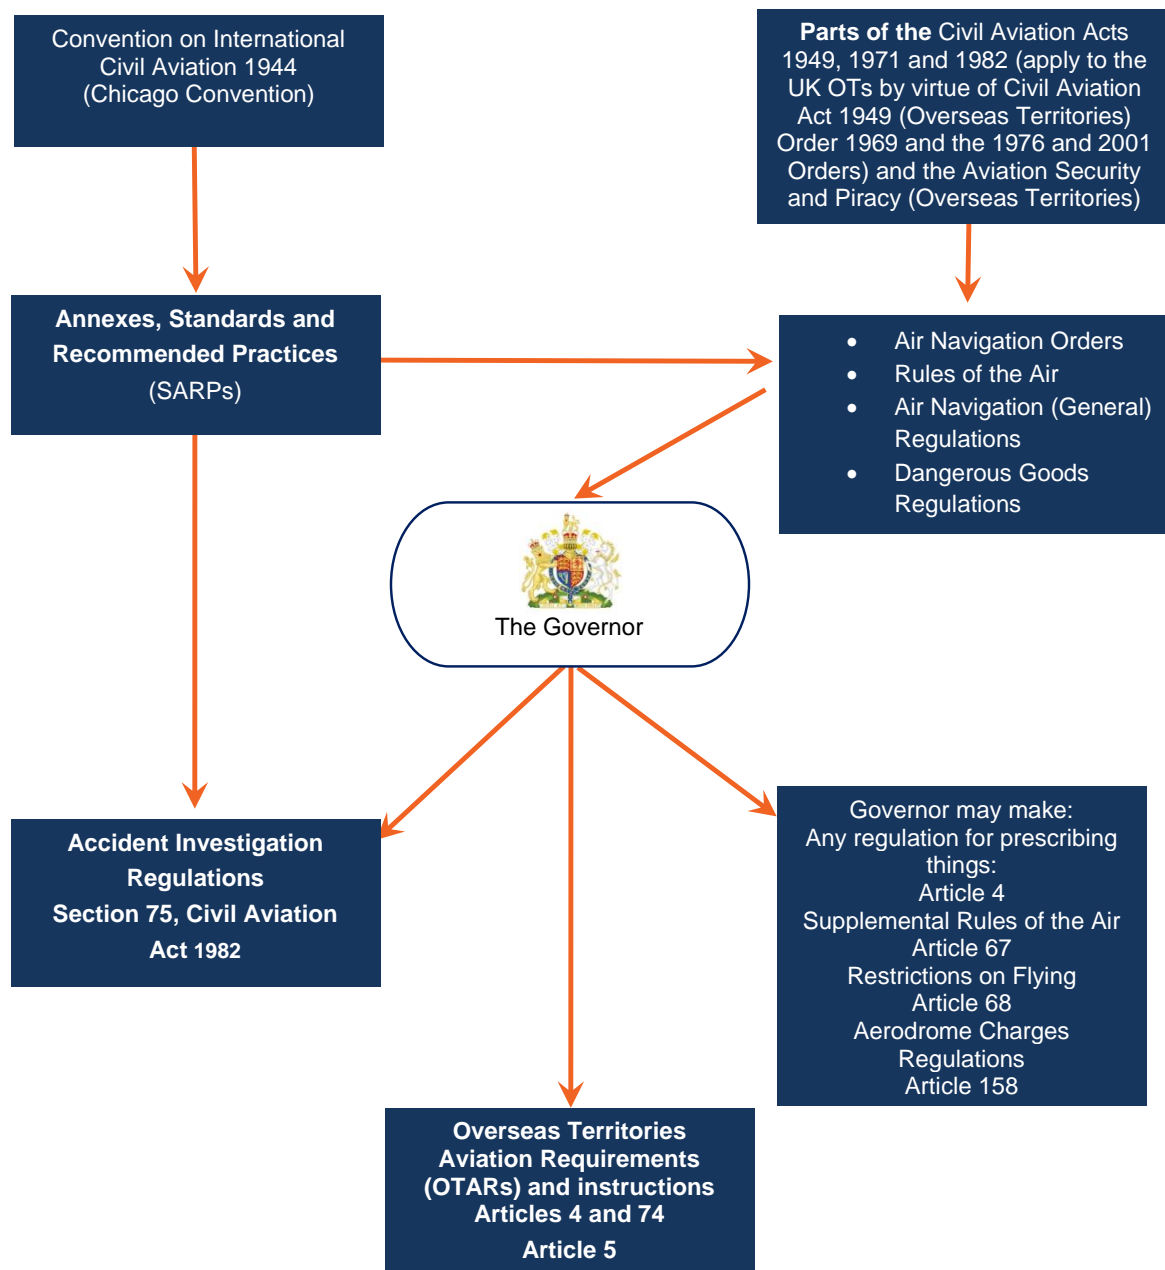 Convention on International
Civil Aviation 1944
(Chicago Convention)
Parts of the Civil Aviation Acts
1949, 1971 and 1982 (apply to the
UK OTs by virtue of Civil Aviation
Act 1949 (Overseas Territories)
Order 1969 and the 1976 and 2001
Orders) and the Aviation Security
and Piracy (Overseas Territories)
Annexes, Standards and
Recommended Practices
(SARPs)
• Air Navigation Orders
• Rules of the Air
• Air Navigation (General)
Regulations
• Dangerous Goods
Regulations
The Governor
Accident Investigation
Regulations
Section 75, Civil Aviation
Act 1982
Governor may make:
Any regulation for prescribing
things:
Article 4
Supplemental Rules of the Air
Article 67
Restrictions on Flying
Article 68
Aerodrome Charges
Regulations
Article 158
Overseas Territories
Aviation Requirements
(OTARs) and instructions
Articles 4 and 74
Article 5